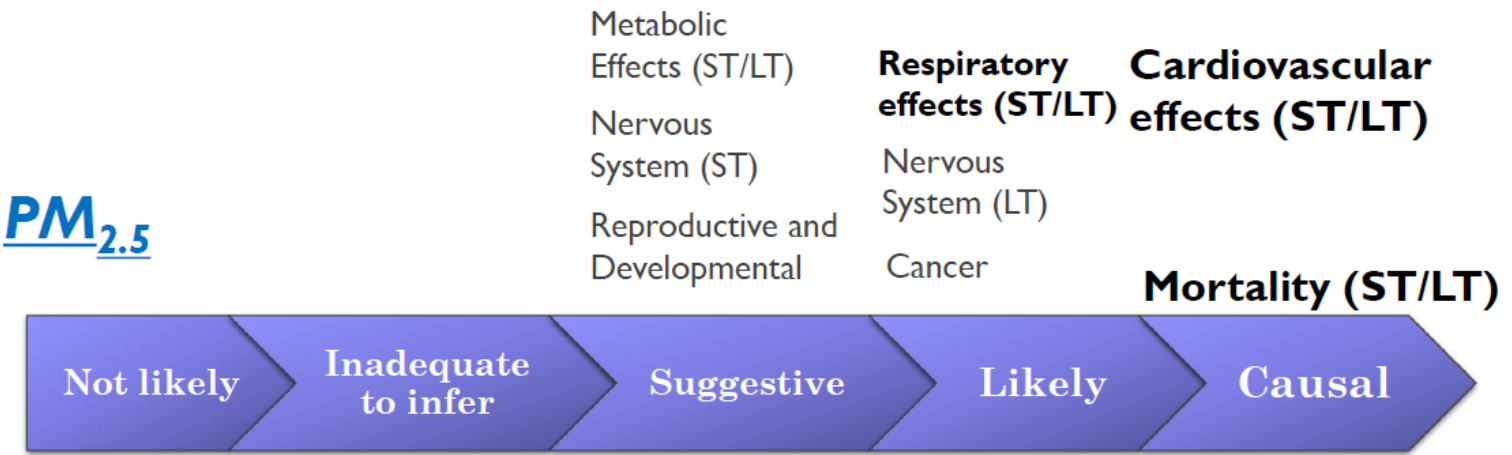 Metabolic
Effects (ST/LT)
Nervous
System (ST)
Reproductive and
Developmental
Respiratory
effects (ST/LT)
Nervous
System (LT)
Cancer
Cardiovascular
effects (ST/LT)
Mortality (ST/LT)
PM2.5
Not likely
Inadequate
to infer
Suggestive
Likely
Causal